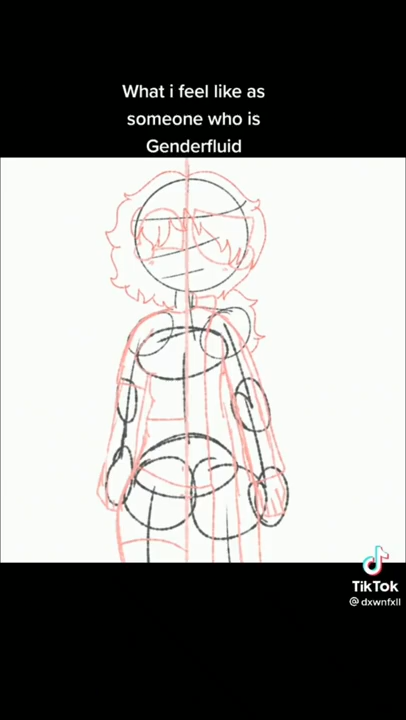 What i feel like as
someone who is
Genderfluid
TikTok
@dxwnfxll